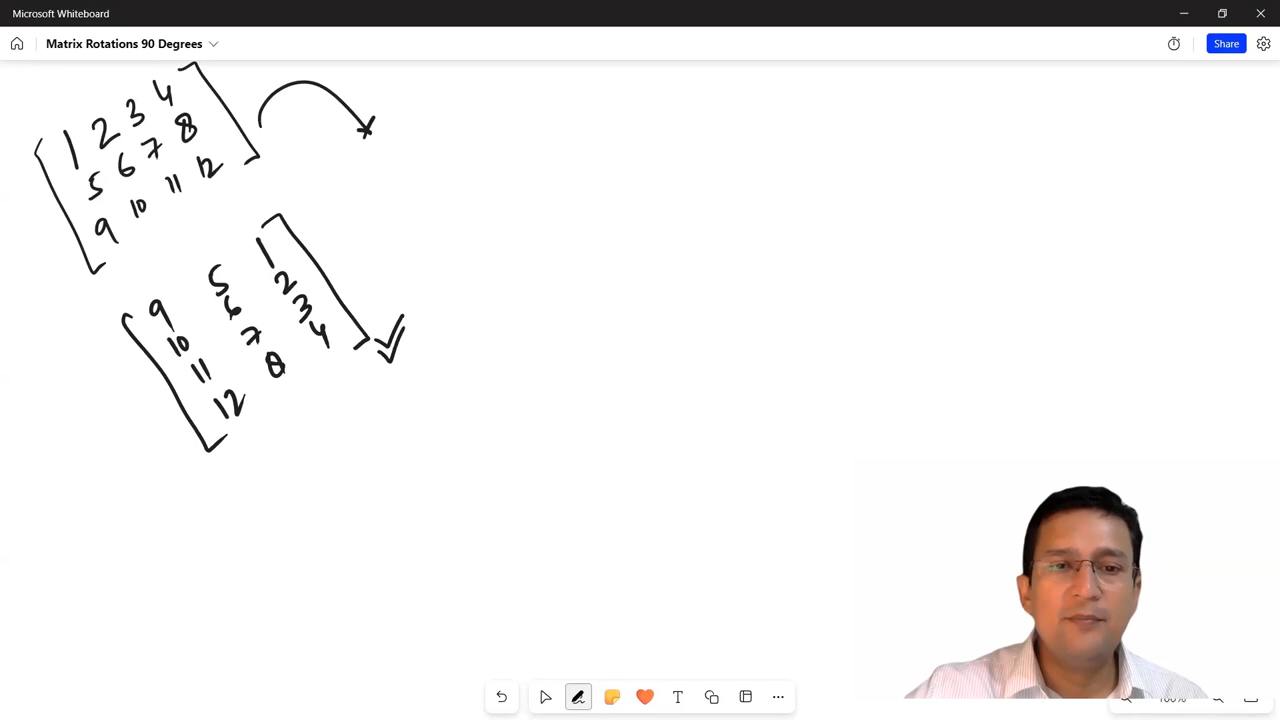 Microsoft Whiteboard
Matrix Rotations 90 Degrees
Share
1 2 3 4
5 6 7 8
9 10 11 12
9 5 1
10 6 2
11 7 3
12 8 4
T
100%